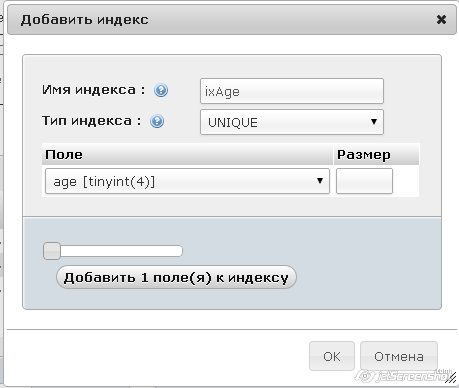 Добавить индекс
Имя индекса : ixAge
Тип индекса : UNIQUE
Поле Размер
age [tinyint(4)]
Добавить 1 поле(я) к индексу
OK Отмена
jetScreenshot